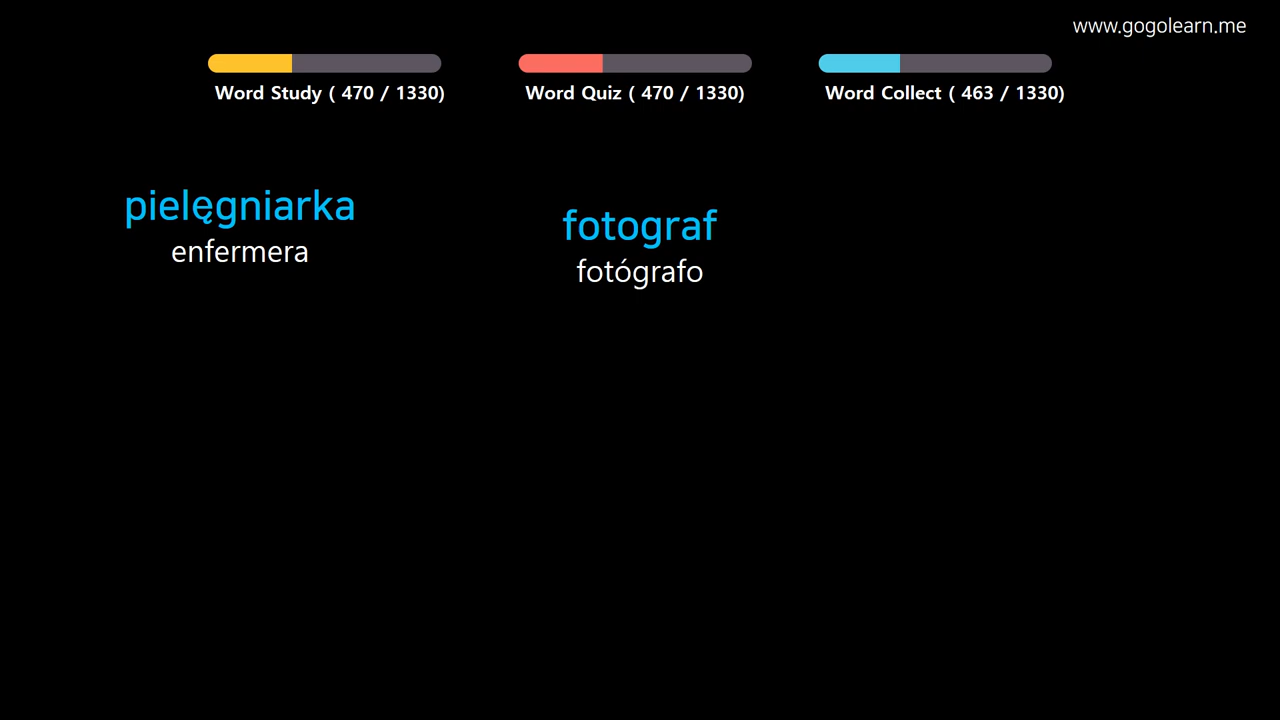 www.gogolearn.me
Word Study ( 470 / 1330)
Word Quiz ( 470 / 1330)
Word Collect ( 463 / 1330)
pielęgniarka
enfermera
fotograf
fotógrafo